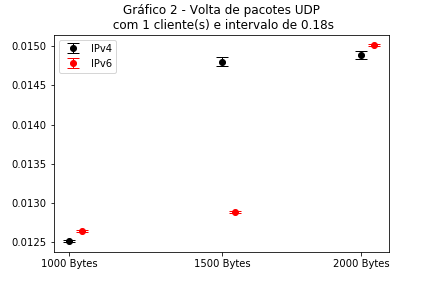 Gráfico 2 - Volta de pacotes UDP
com 1 cliente(s) e intervalo de 0.18s
IPv4
IPv6
0.0150
0.0145
0.0140
0.0135
0.0130
0.0125
1000 Bytes
1500 Bytes
2000 Bytes